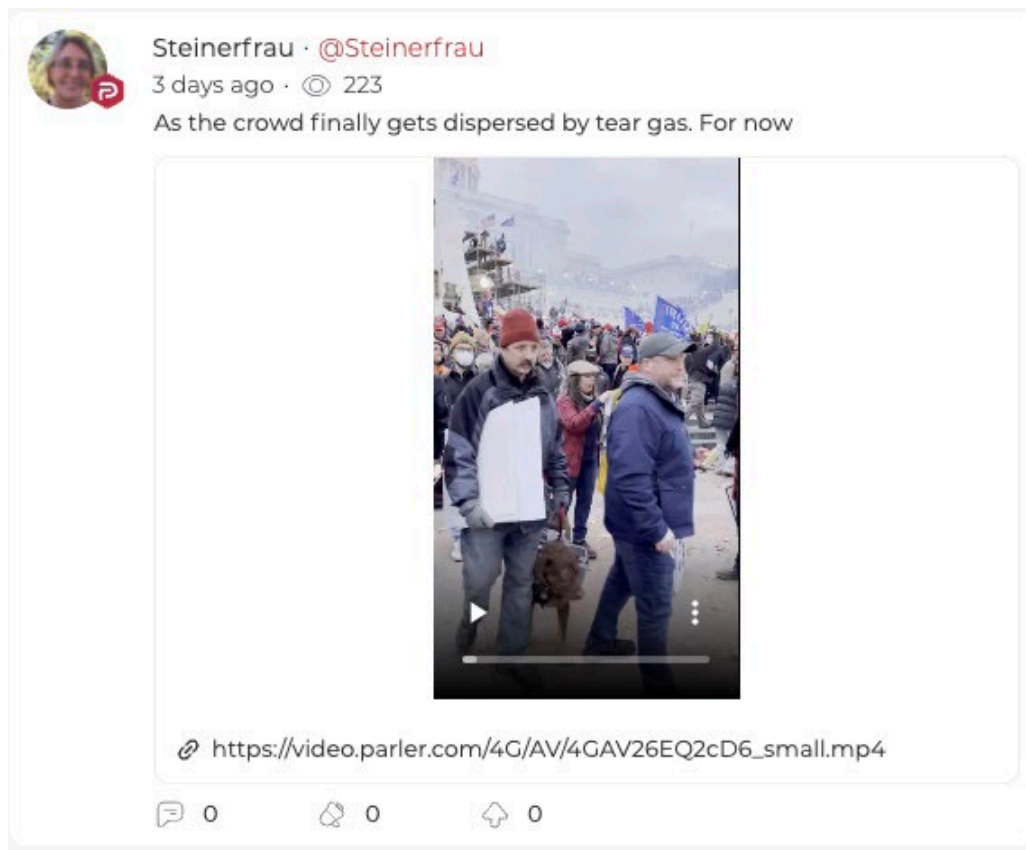 Steinerfrau · @Steinerfrau
3 days ago · 223
As the crowd finally gets dispersed by tear gas. For now
https://video.parler.com/4G/AV/4GAV26EQ2cD6_small.mp4
0 0 0